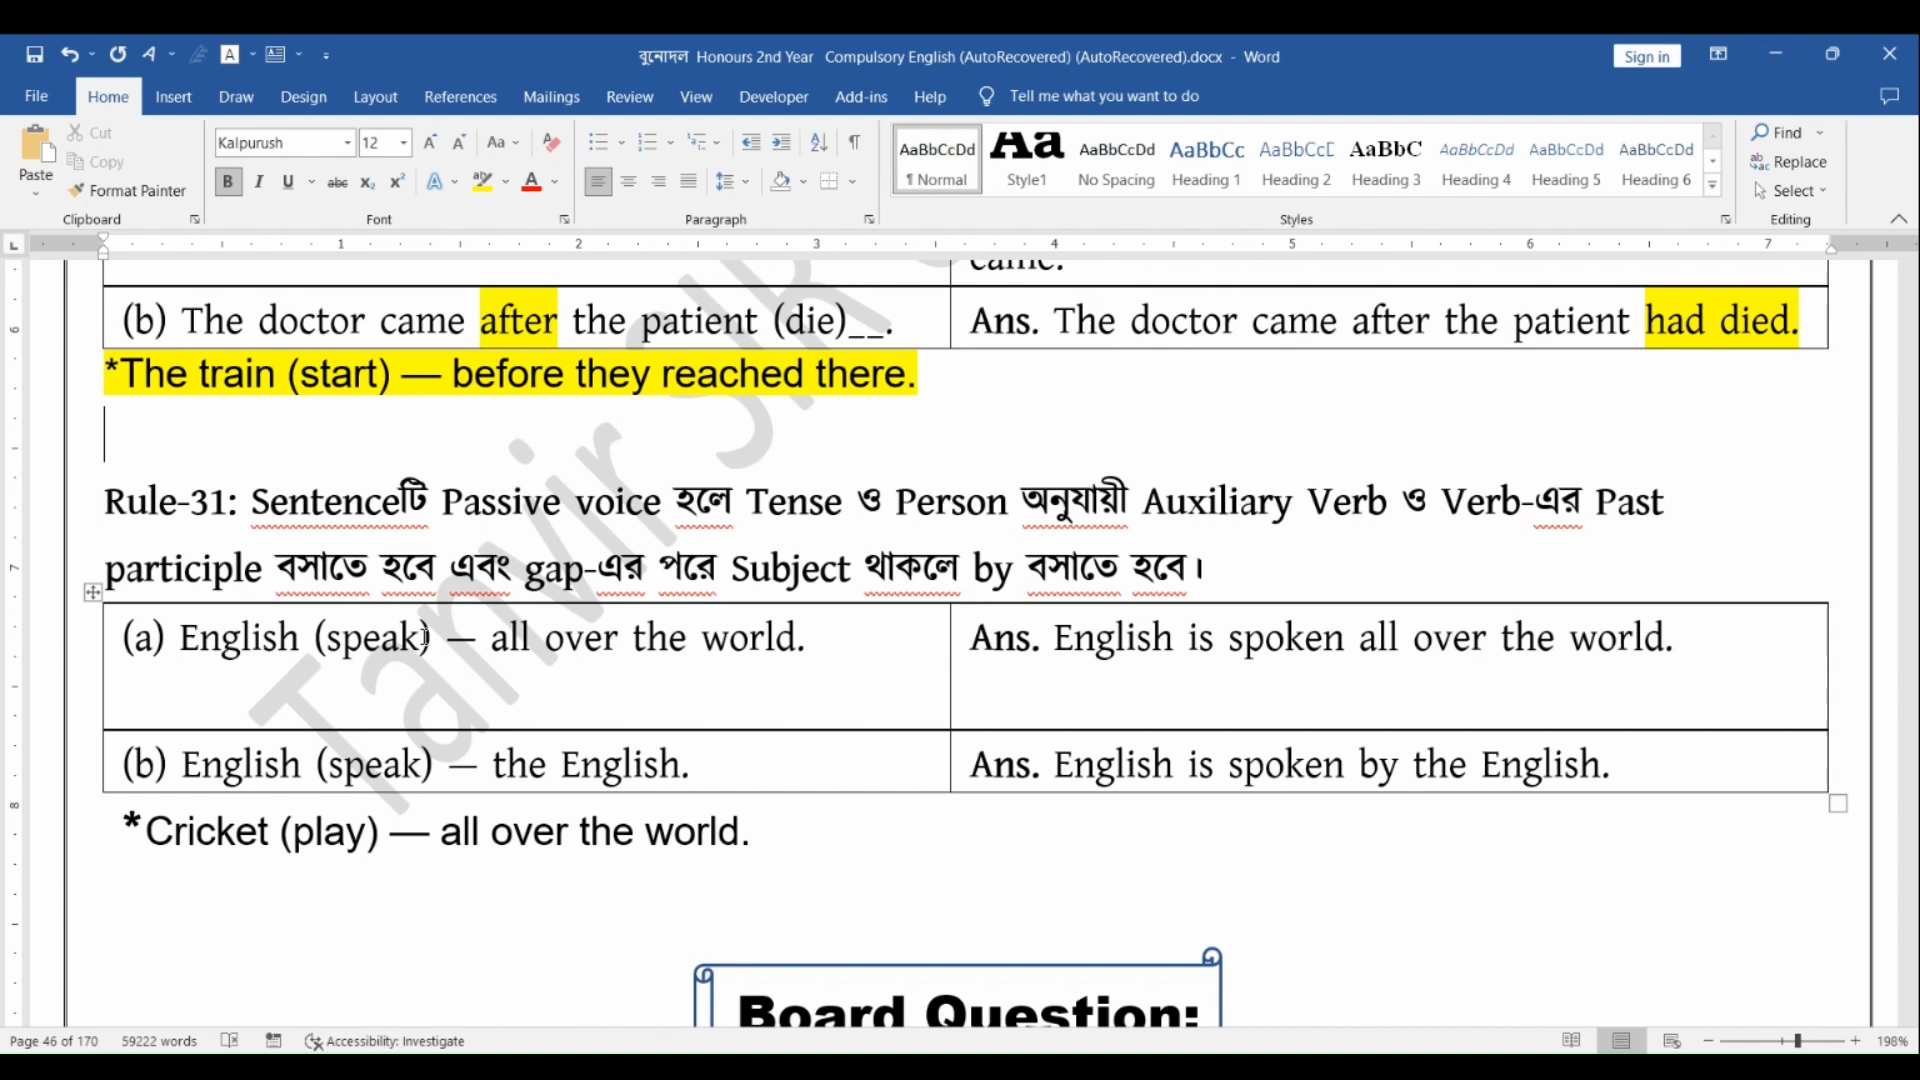 বুনোদল Honours 2nd Year Compulsory English (AutoRecovered) (AutoRecovered).docx - Word
Sign in
File Home Insert Draw Design Layout References Mailings Review View Developer Add-ins Help Tell me what you want to do
Paste
Cut
Copy
Format Painter
Clipboard
Kalpurush 12
Font
Paragraph
AaBbCcDd ¶ Normal
Aa Style1
AaBbCcDd No Spacing
AaBbCc Heading 1
AaBbCcD Heading 2
AaBbC Heading 3
AaBbCcDd Heading 4
AaBbCcDd Heading 5
AaBbCcDd Heading 6
Styles
Find
Replace
Select
Editing
1 2 3 4 5 6 7
came.
(b) The doctor came after the patient (die)__. Ans. The doctor came after the patient had died.
*The train (start) — before they reached there.
Rule-31: Sentenceটি Passive voice হলে Tense ও Person অনুযায়ী Auxiliary Verb ও Verb-এর Past
participle বসাতে হবে এবং gap-এর পরে Subject থাকলে by বসাতে হবে।
(a) English (speak) — all over the world. Ans. English is spoken all over the world.
(b) English (speak) — the English. Ans. English is spoken by the English.
*Cricket (play) — all over the world.
Board Question:
Tanvir
Page 46 of 170 59222 words Accessibility: Investigate 198%